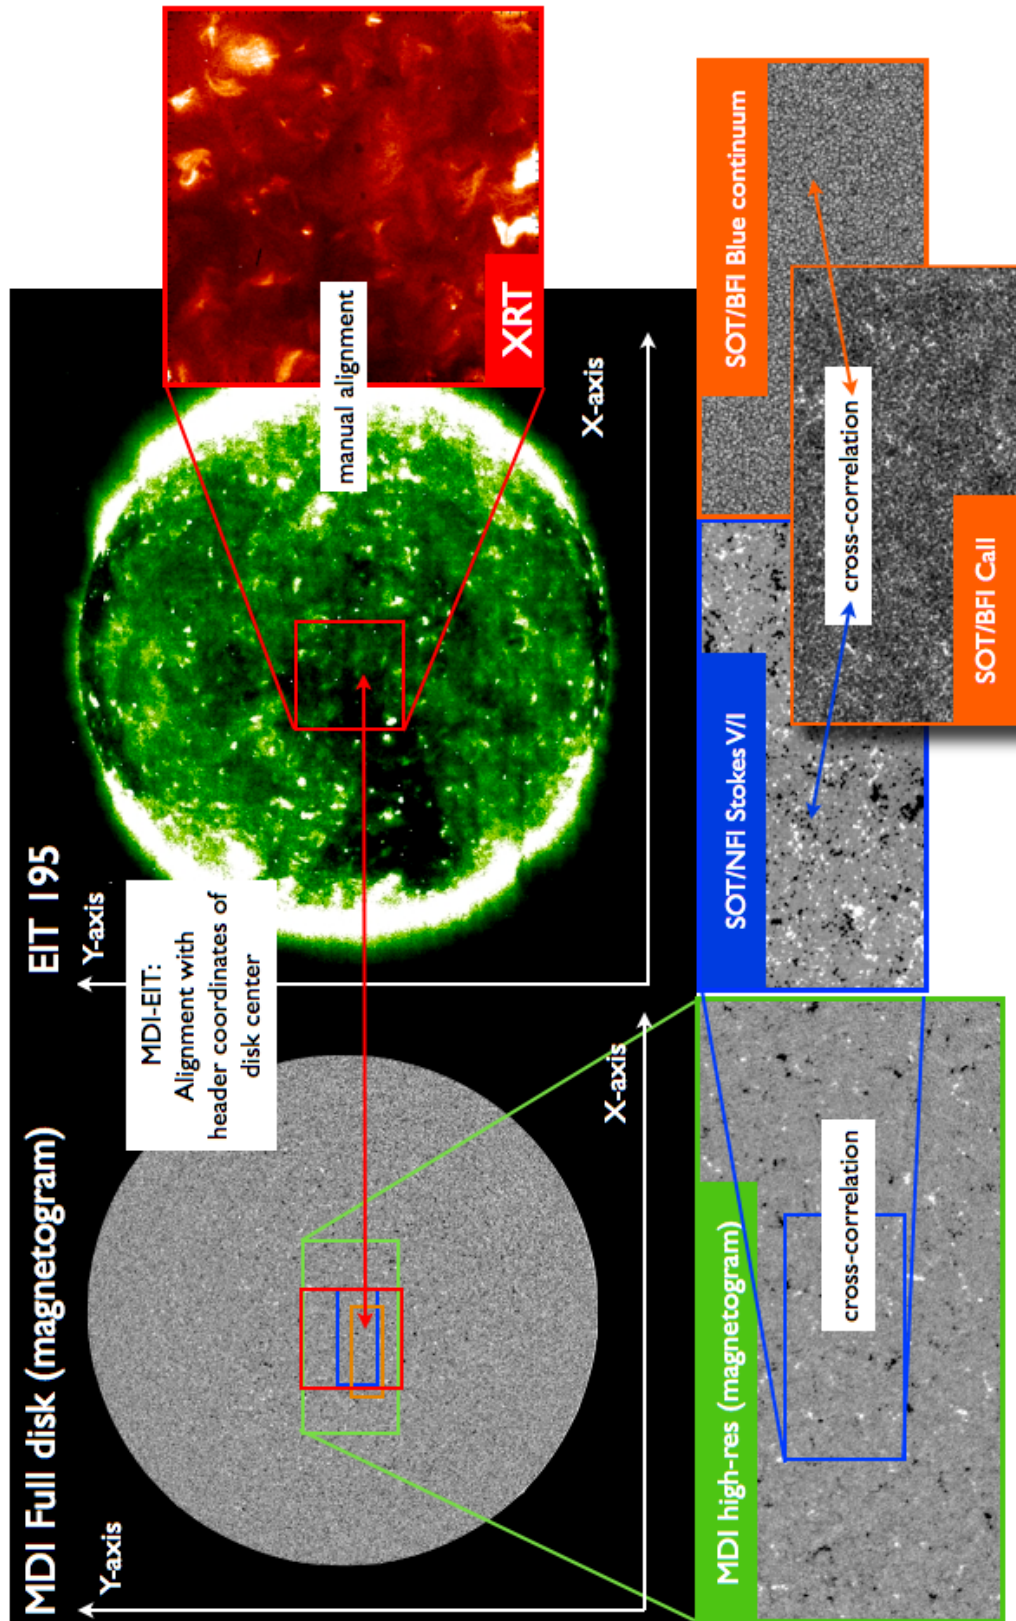 MDI Full disk (magnetogram)
EIT 195
Y-axis
Y-axis
MDI-EIT:
Alignment with
header coordinates of
disk center
manual alignment
XRT
X-axis
X-axis
MDI high-res (magnetogram)
SOT/NFI Stokes V/I
SOT/BFI Blue continuum
cross-correlation
cross-correlation
SOT/BFI CaII